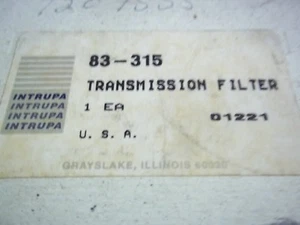 83-315
TRANSMISSION FILTER
INTRUPA
INTRUPA
INTRUPA
INTRUPA
1 EA
01221
U. S. A.
GRAYSLAKE, ILLINOIS